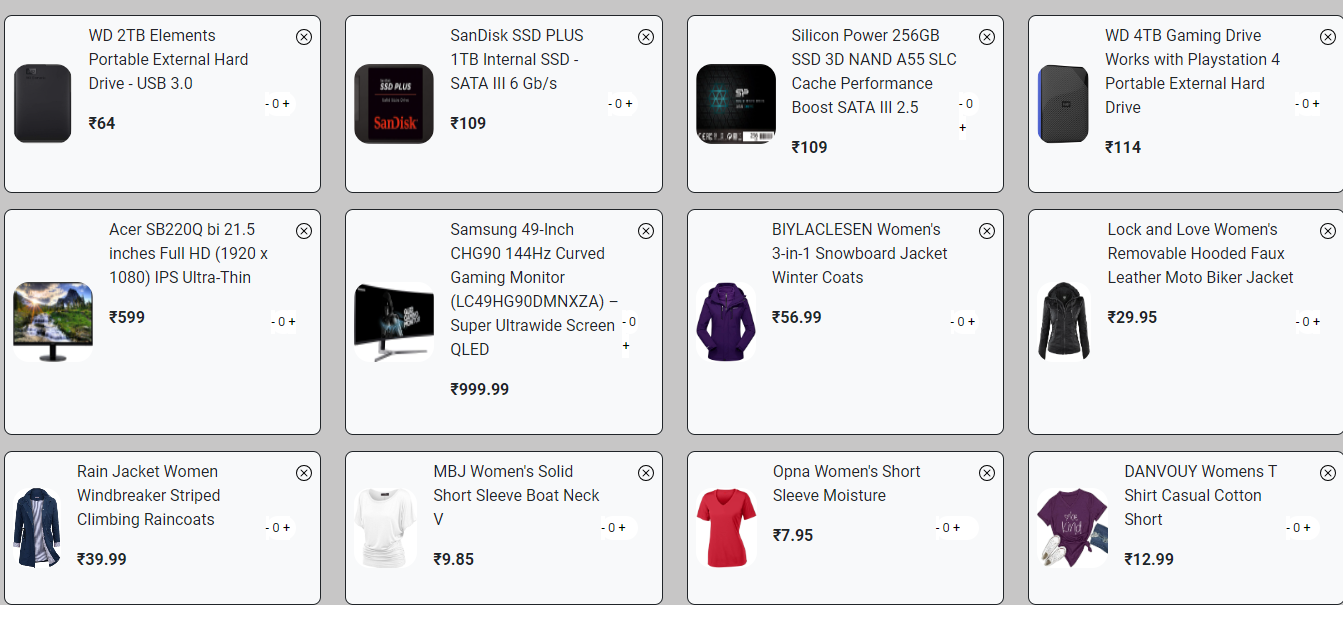 WD 2TB Elements
Portable External Hard
Drive - USB 3.0
- 0 +
₹64
SanDisk SSD PLUS
1TB Internal SSD -
SATA III 6 Gb/s
- 0 +
₹109
SSD PLUS
SanDisk
Silicon Power 256GB
SSD 3D NAND A55 SLC
Cache Performance
Boost SATA III 2.5
- 0
+
₹109
SP
WD 4TB Gaming Drive
Works with Playstation 4
Portable External Hard
Drive
- 0 +
₹114
Acer SB220Q bi 21.5
inches Full HD (1920 x
1080) IPS Ultra-Thin
₹599
- 0 +
Samsung 49-Inch
CHG90 144Hz Curved
Gaming Monitor
(LC49HG90DMNXZA) –
Super Ultrawide Screen
QLED
- 0
+
₹999.99
BIYLACLESEN Women's
3-in-1 Snowboard Jacket
Winter Coats
₹56.99
- 0 +
Lock and Love Women's
Removable Hooded Faux
Leather Moto Biker Jacket
₹29.95
- 0 +
Rain Jacket Women
Windbreaker Striped
Climbing Raincoats
- 0 +
₹39.99
MBJ Women's Solid
Short Sleeve Boat Neck
V
- 0 +
₹9.85
Opna Women's Short
Sleeve Moisture
- 0 +
₹7.95
DANVOUY Womens T
Shirt Casual Cotton
Short
- 0 +
₹12.99